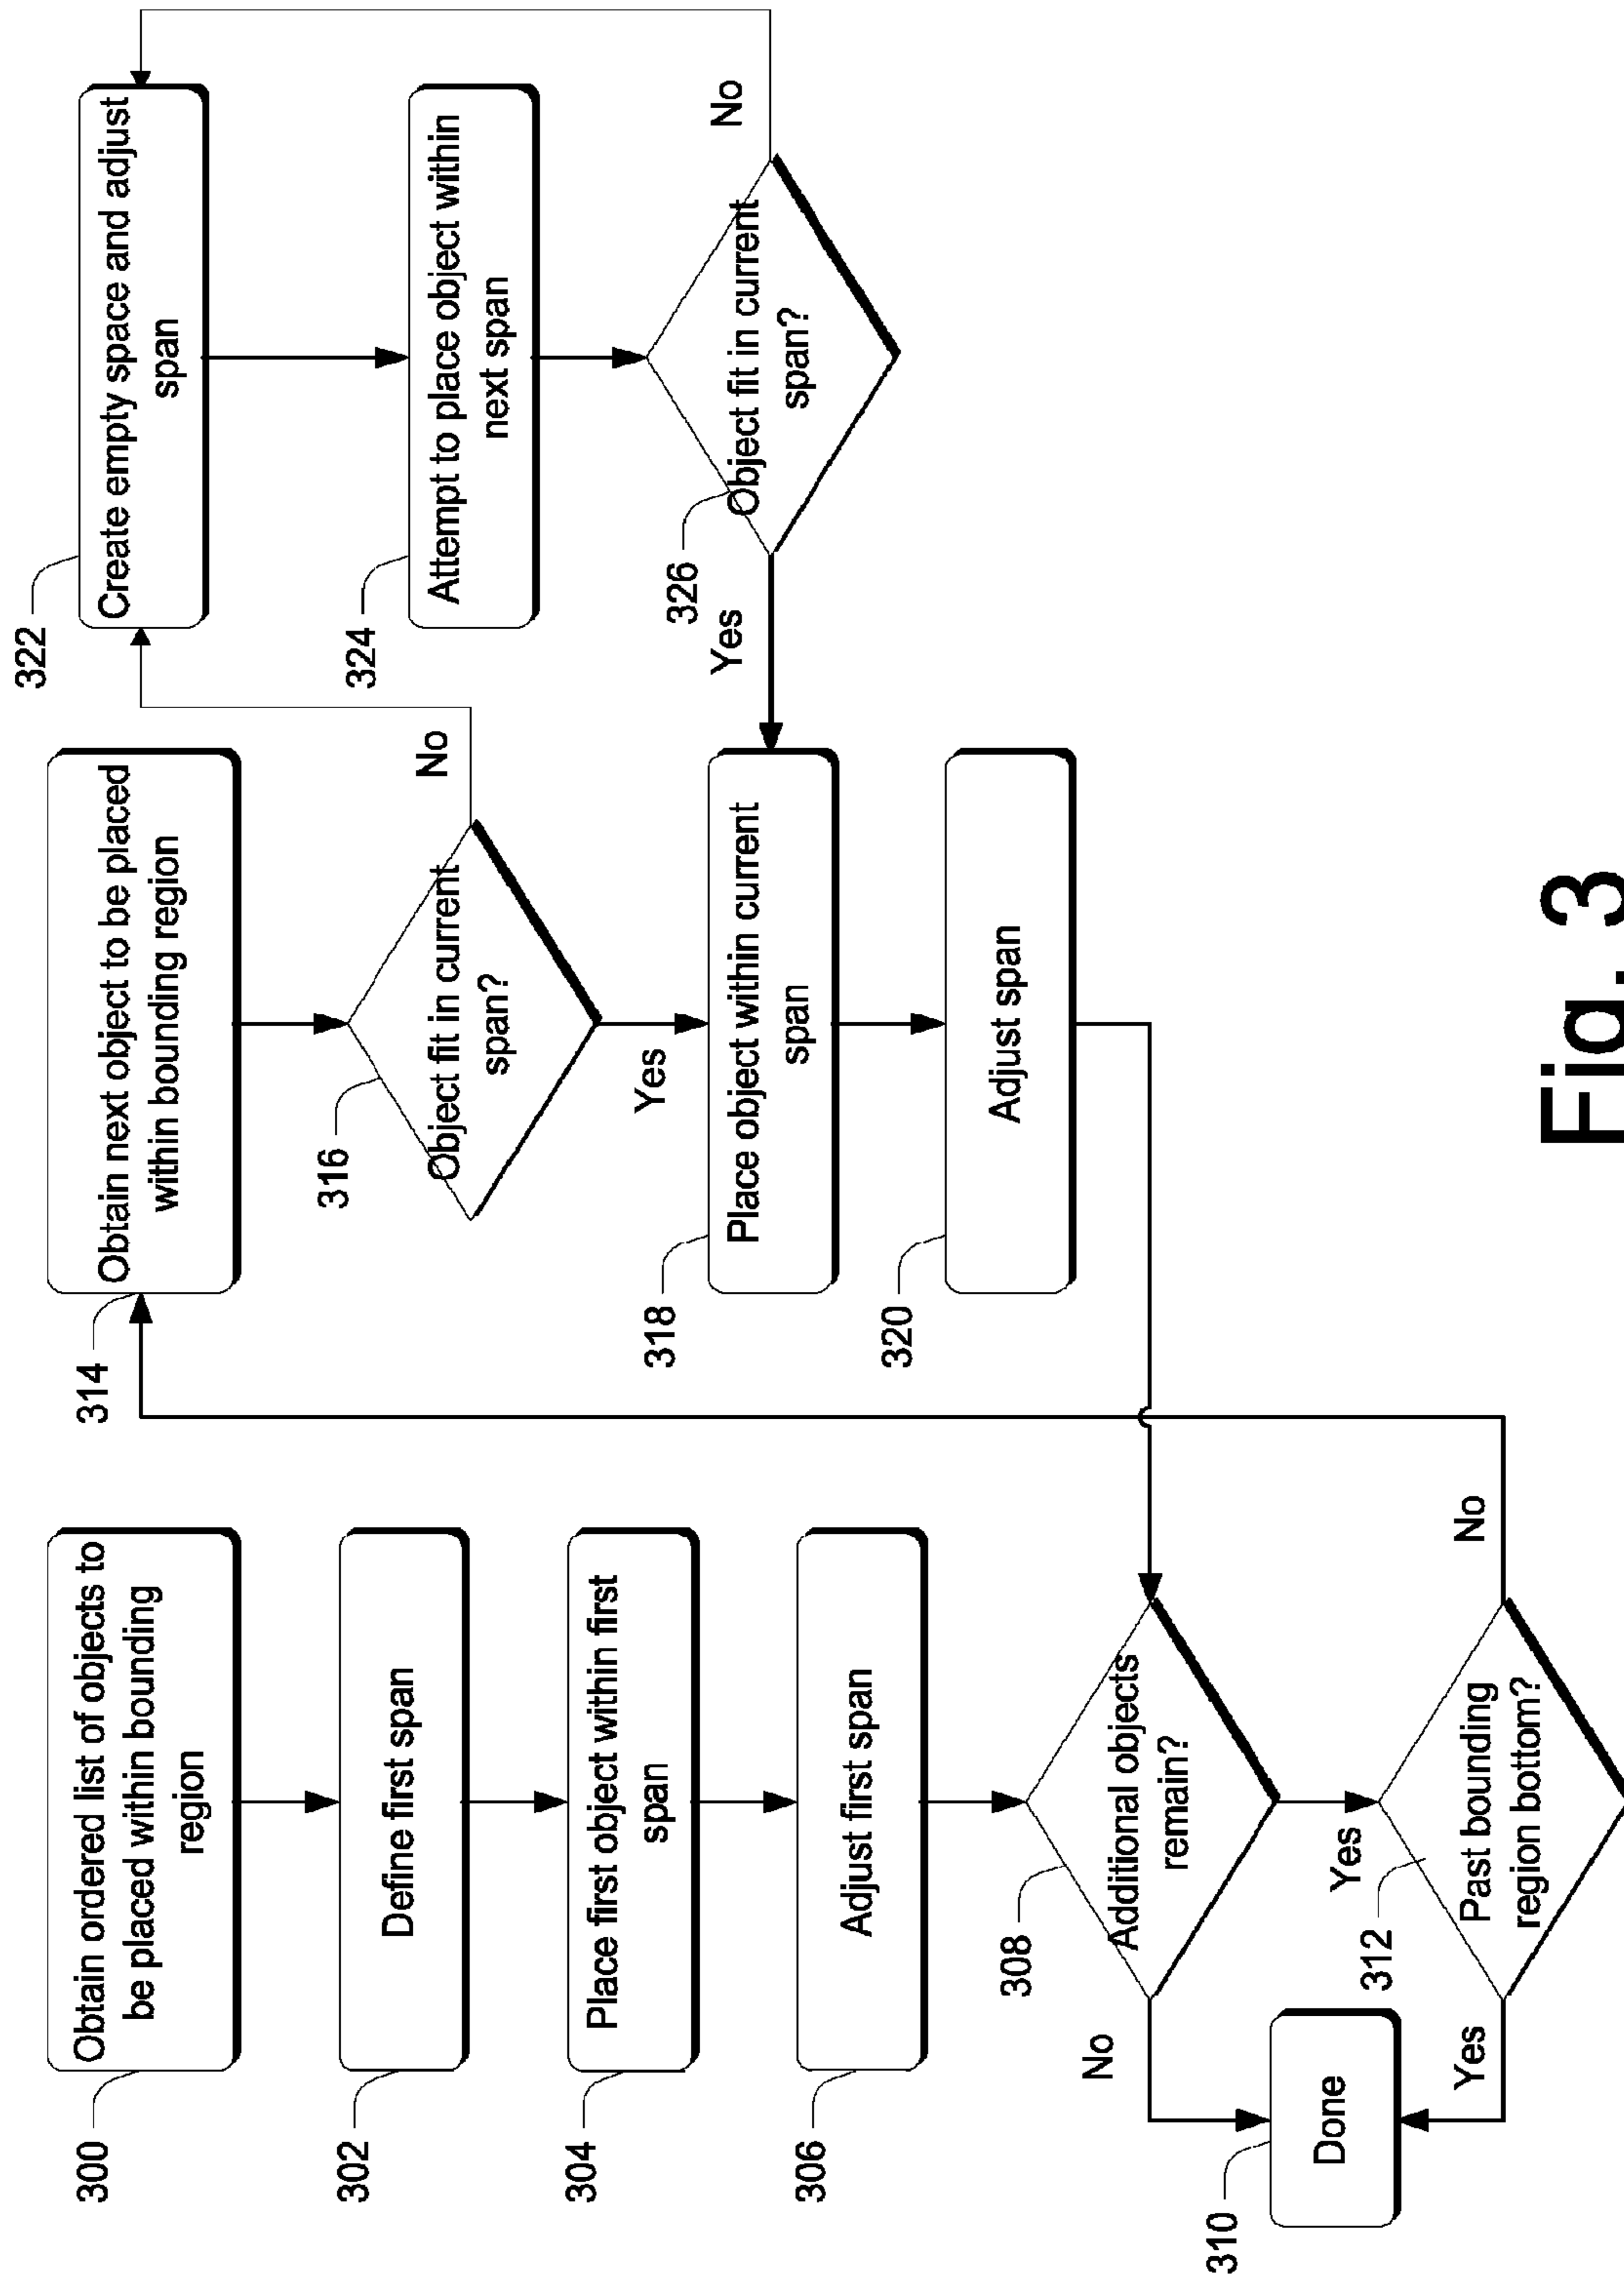 300
Obtain ordered list of objects to
be placed within bounding
region
302
Define first span
304
Place first object within first
span
306
Adjust first span
308
Additional objects
remain?
No
Yes
310
Done
312
Past bounding
region bottom?
Yes
No
314
Obtain next object to be placed
within bounding region
316
Object fit in current
span?
No
Yes
318
Place object within current
span
320
Adjust span
322
Create empty space and adjust
span
324
Attempt to place object within
next span
326
Object fit in current
span?
No
Yes
Fig. 3